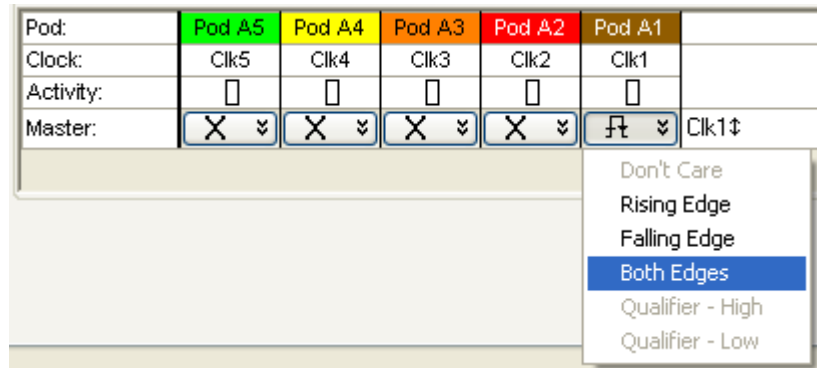 Pod: Pod A5 Pod A4 Pod A3 Pod A2 Pod A1
Clock: Clk5 Clk4 Clk3 Clk2 Clk1
Activity:
Master: X X X X Clk1↕
Don't Care
Rising Edge
Falling Edge
Both Edges
Qualifier - High
Qualifier - Low